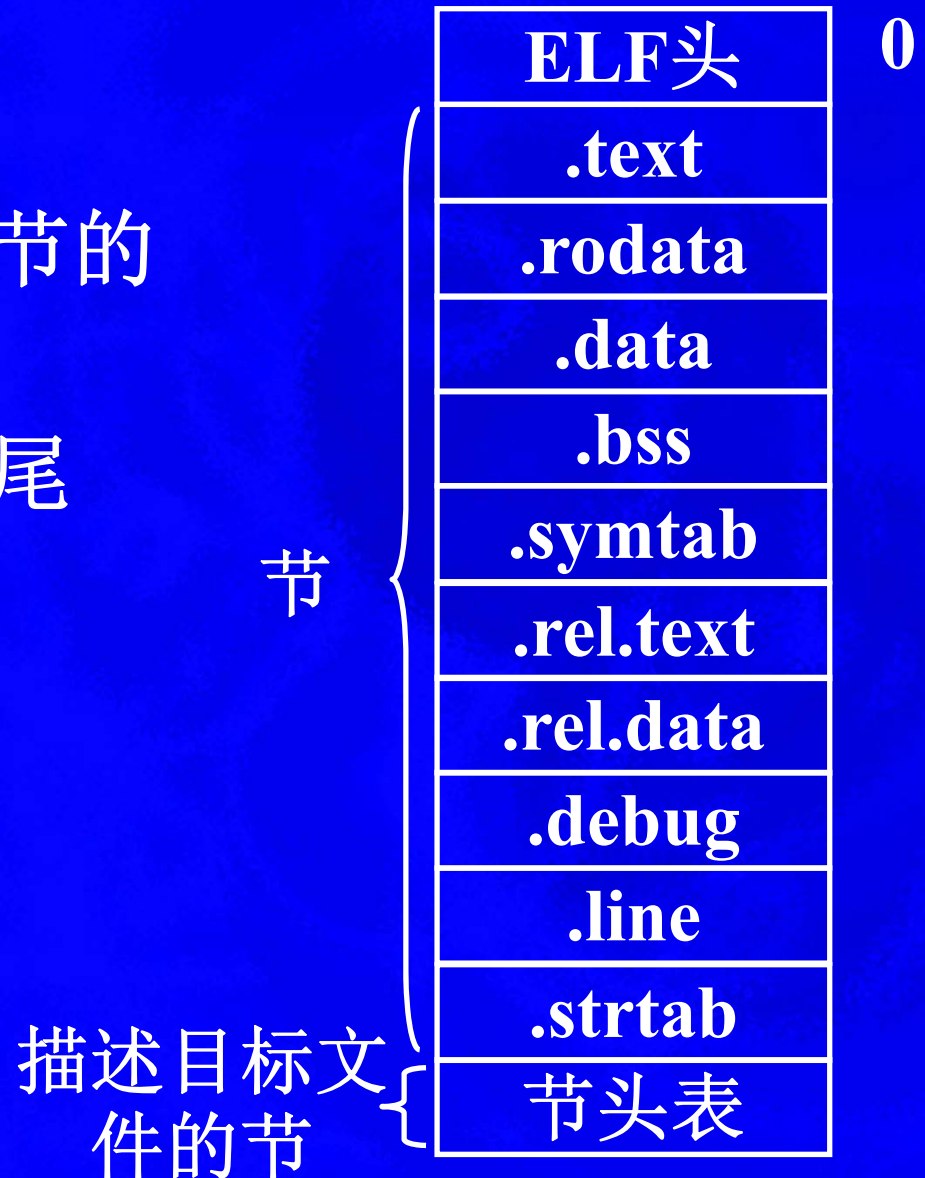 ELF头
0
.text
.rodata
节的
.data
.bss
尾
.symtab
节
.rel.text
.rel.data
.debug
.line
.strtab
描述目标文
件的节
节头表